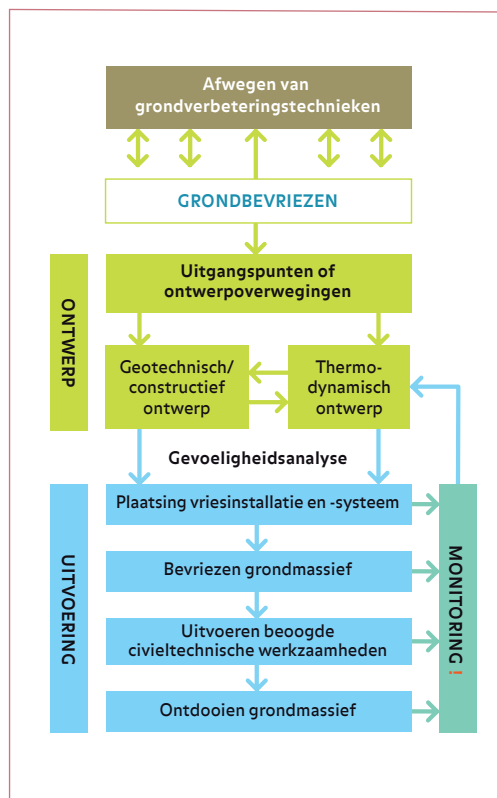 Afwegen van
grondverbeteringstechnieken
GRONDBEVRIEZEN
ONTWERP
Uitgangspunten of
ontwerpoverwegingen
Geotechnisch/
constructief
ontwerp
Thermo-
dynamisch
ontwerp
Gevoeligheidsanalyse
UITVOERING
Plaatsing vriesinstallatie en -systeem
Bevriezen grondmassief
Uitvoeren beoogde
civieltechnische werkzaamheden
Ontdooien grondmassief
MONITORING !